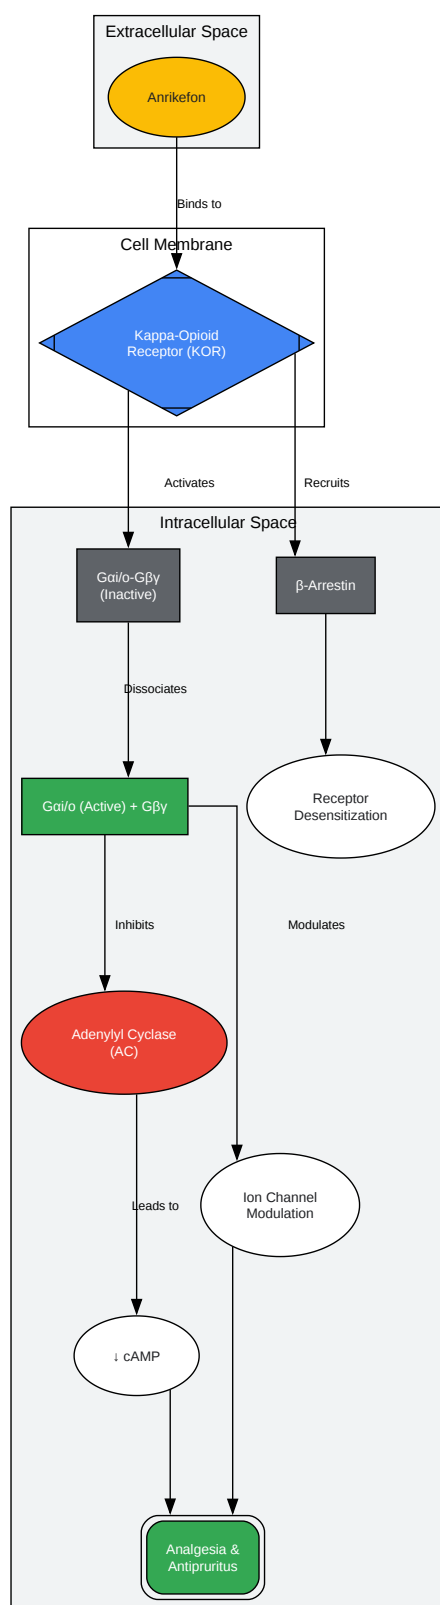 Extracellular Space
Anrikefon
Binds to
Cell Membrane
Kappa-Opioid
Receptor (KOR)
Activates
Recruits
Intracellular Space
Gαi/o-Gβγ
(Inactive)
β-Arrestin
Dissociates
Gαi/o (Active) + Gβγ
Receptor
Desensitization
Inhibits
Modulates
Adenylyl Cyclase
(AC)
Ion Channel
Modulation
Leads to
↓ cAMP
Analgesia &
Antipruritus